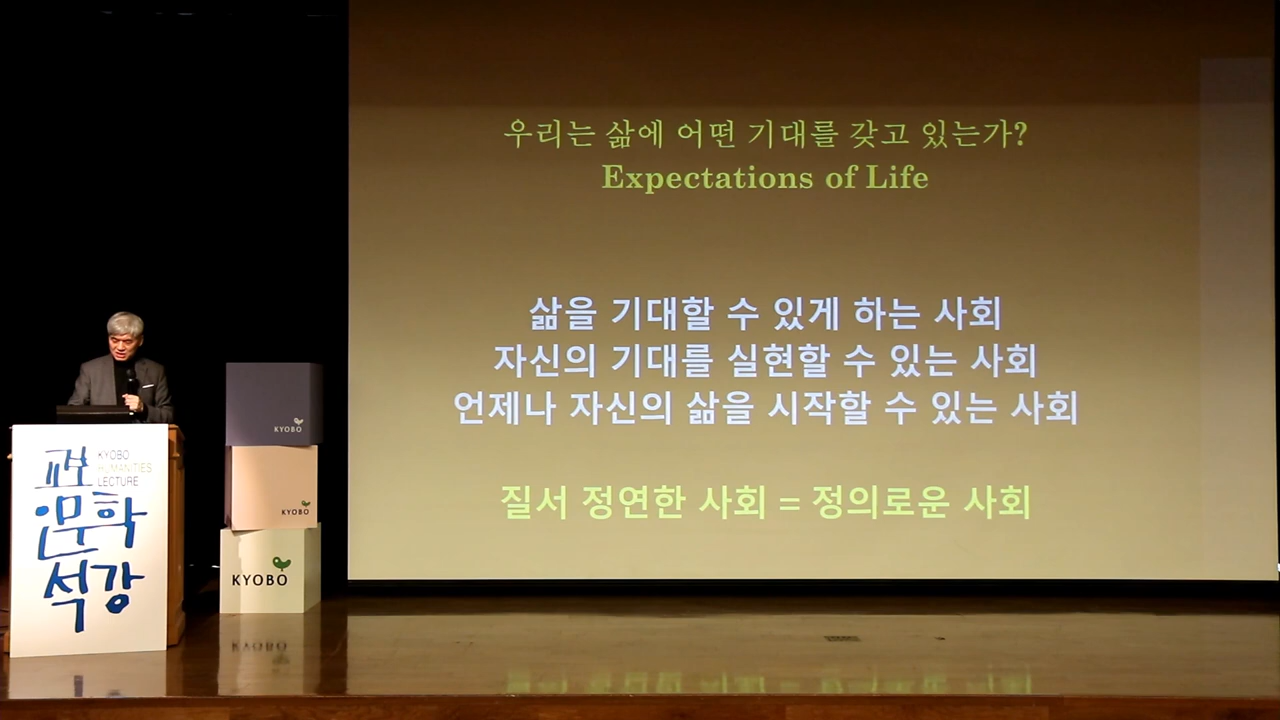 우리는 삶에 어떤 기대를 갖고 있는가?
Expectations of Life
삶을 기대할 수 있게 하는 사회
자신의 기대를 실현할 수 있는 사회
언제나 자신의 삶을 시작할 수 있는 사회
질서 정연한 사회 = 정의로운 사회
교보
KYOBO
HUMANITIES
LECTURE
인문학
석강
KYOBO
KYOBO
KYOBO